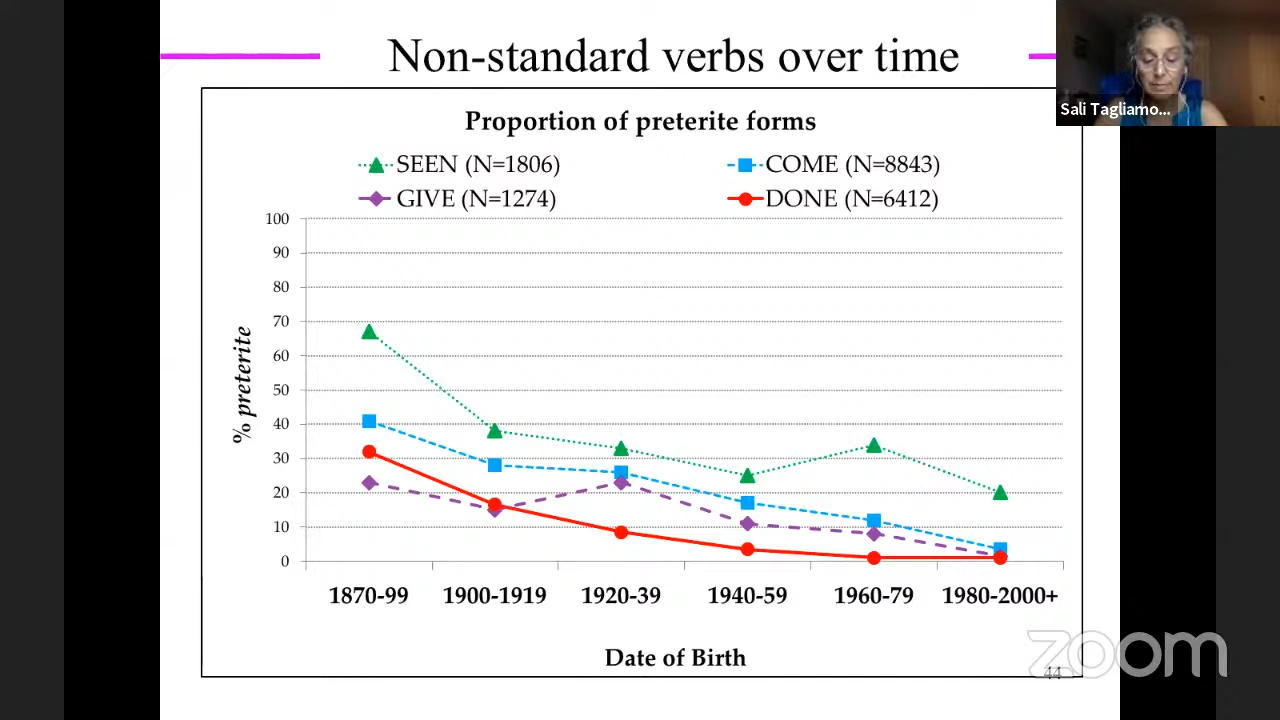 Non-standard verbs over time
Sali Tagliamo...
Proportion of preterite forms
SEEN (N=1806)
COME (N=8843)
GIVE (N=1274)
DONE (N=6412)
% preterite
100
90
80
70
60
50
40
30
20
10
0
1870-99 1900-1919 1920-39 1940-59 1960-79 1980-2000+
Date of Birth
zoom
44